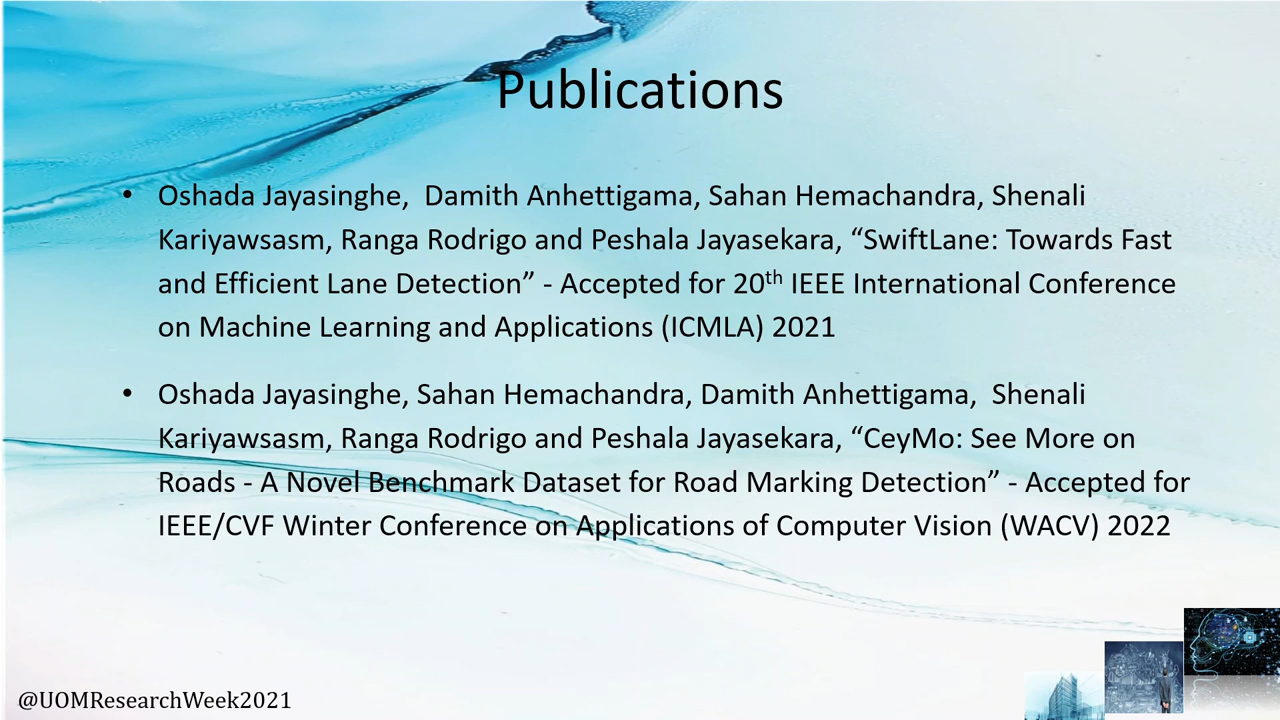 Publications
• Oshada Jayasinghe,  Damith Anhettigama, Sahan Hemachandra, Shenali
Kariyawsasm, Ranga Rodrigo and Peshala Jayasekara, “SwiftLane: Towards Fast
and Efficient Lane Detection” - Accepted for 20th IEEE International Conference
on Machine Learning and Applications (ICMLA) 2021
• Oshada Jayasinghe, Sahan Hemachandra, Damith Anhettigama,  Shenali
Kariyawsasm, Ranga Rodrigo and Peshala Jayasekara, “CeyMo: See More on
Roads - A Novel Benchmark Dataset for Road Marking Detection” - Accepted for
IEEE/CVF Winter Conference on Applications of Computer Vision (WACV) 2022
@UOMResearchWeek2021